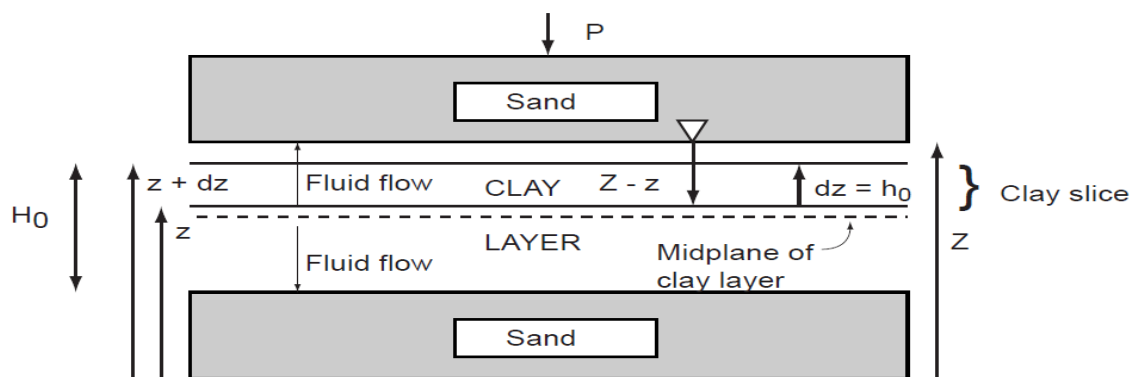 P
Sand
z + dz
Fluid flow
CLAY
Z - z
dz = h₀
Clay slice
H₀
z
LAYER
Z
Fluid flow
Midplane of
clay layer
Sand